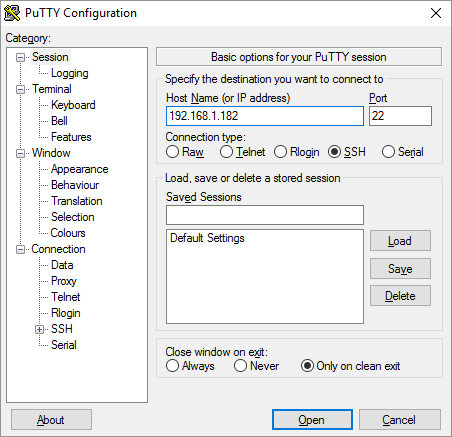 PuTTY Configuration
Category:
Session
Logging
Terminal
Keyboard
Bell
Features
Window
Appearance
Behaviour
Translation
Selection
Colours
Connection
Data
Proxy
Telnet
Rlogin
SSH
Serial
Basic options for your PuTTY session
Specify the destination you want to connect to
Host Name (or IP address) Port
192.168.1.182 22
Connection type:
Raw Telnet Rlogin SSH Serial
Load, save or delete a stored session
Saved Sessions
Default Settings
Load
Save
Delete
Close window on exit:
Always Never Only on clean exit
About Open Cancel